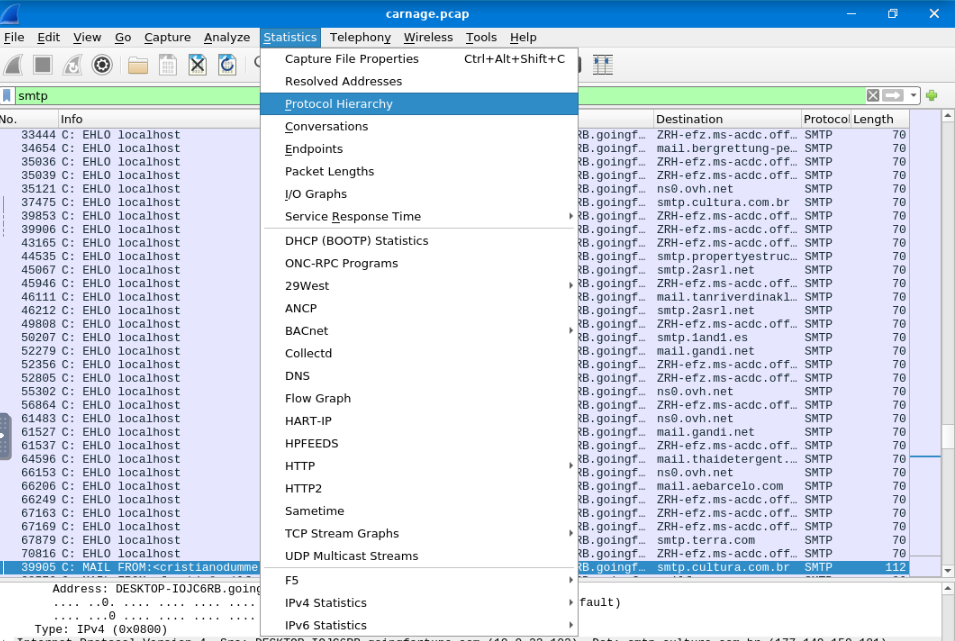 carnage.pcap
File Edit View Go Capture Analyze Statistics Telephony Wireless Tools Help
Capture File Properties Ctrl+Alt+Shift+C
Resolved Addresses
smtp
Protocol Hierarchy
No. Info Destination Protocol Length
Conversations
Endpoints
Packet Lengths
I/O Graphs
Service Response Time
DHCP (BOOTP) Statistics
ONC-RPC Programs
29West
ANCP
BACnet
Collectd
DNS
Flow Graph
HART-IP
HPFEEDS
HTTP
HTTP2
Sametime
TCP Stream Graphs
UDP Multicast Streams
F5
IPv4 Statistics
IPv6 Statistics
33444 C: EHLO localhost RB.goingf… ZRH-efz.ms-acdc.off… SMTP 70
34654 C: EHLO localhost RB.goingf… mail.bergrettung-pe… SMTP 70
35036 C: EHLO localhost RB.goingf… ZRH-efz.ms-acdc.off… SMTP 70
35039 C: EHLO localhost RB.goingf… ZRH-efz.ms-acdc.off… SMTP 70
35121 C: EHLO localhost RB.goingf… ns0.ovh.net SMTP 70
37475 C: EHLO localhost RB.goingf… smtp.cultura.com.br SMTP 70
39853 C: EHLO localhost RB.goingf… ZRH-efz.ms-acdc.off… SMTP 70
39906 C: EHLO localhost RB.goingf… ZRH-efz.ms-acdc.off… SMTP 70
43165 C: EHLO localhost RB.goingf… ZRH-efz.ms-acdc.off… SMTP 70
44535 C: EHLO localhost RB.goingf… smtp.propertyestruc… SMTP 70
45067 C: EHLO localhost RB.goingf… smtp.2asrl.net SMTP 70
45946 C: EHLO localhost RB.goingf… ZRH-efz.ms-acdc.off… SMTP 70
46111 C: EHLO localhost RB.goingf… mail.tanriverdinakl… SMTP 70
46212 C: EHLO localhost RB.goingf… smtp.2asrl.net SMTP 70
49808 C: EHLO localhost RB.goingf… ZRH-efz.ms-acdc.off… SMTP 70
50207 C: EHLO localhost RB.goingf… smtp.1and1.es SMTP 70
52279 C: EHLO localhost RB.goingf… mail.gandi.net SMTP 70
52356 C: EHLO localhost RB.goingf… ZRH-efz.ms-acdc.off… SMTP 70
52805 C: EHLO localhost RB.goingf… ZRH-efz.ms-acdc.off… SMTP 70
55302 C: EHLO localhost RB.goingf… ns0.ovh.net SMTP 70
56864 C: EHLO localhost RB.goingf… ZRH-efz.ms-acdc.off… SMTP 70
61483 C: EHLO localhost RB.goingf… ns0.ovh.net SMTP 70
61527 C: EHLO localhost RB.goingf… mail.gandi.net SMTP 70
61537 C: EHLO localhost RB.goingf… ZRH-efz.ms-acdc.off… SMTP 70
64596 C: EHLO localhost RB.goingf… mail.thaidetergent.… SMTP 70
66153 C: EHLO localhost RB.goingf… ns0.ovh.net SMTP 70
66206 C: EHLO localhost RB.goingf… mail.aebarcelo.com SMTP 70
66249 C: EHLO localhost RB.goingf… ZRH-efz.ms-acdc.off… SMTP 70
67163 C: EHLO localhost RB.goingf… ZRH-efz.ms-acdc.off… SMTP 70
67169 C: EHLO localhost RB.goingf… ZRH-efz.ms-acdc.off… SMTP 70
67879 C: EHLO localhost RB.goingf… smtp.terra.com SMTP 70
70816 C: EHLO localhost RB.goingf… ZRH-efz.ms-acdc.off… SMTP 70
39905 C: MAIL FROM:<cristianodumme RB.goingf… smtp.cultura.com.br SMTP 112
Address: DESKTOP-IOJC6RB.going
.... ..0. .... .... .... fault)
.... ...0 .... .... ....
Type: IPv4 (0x0800)